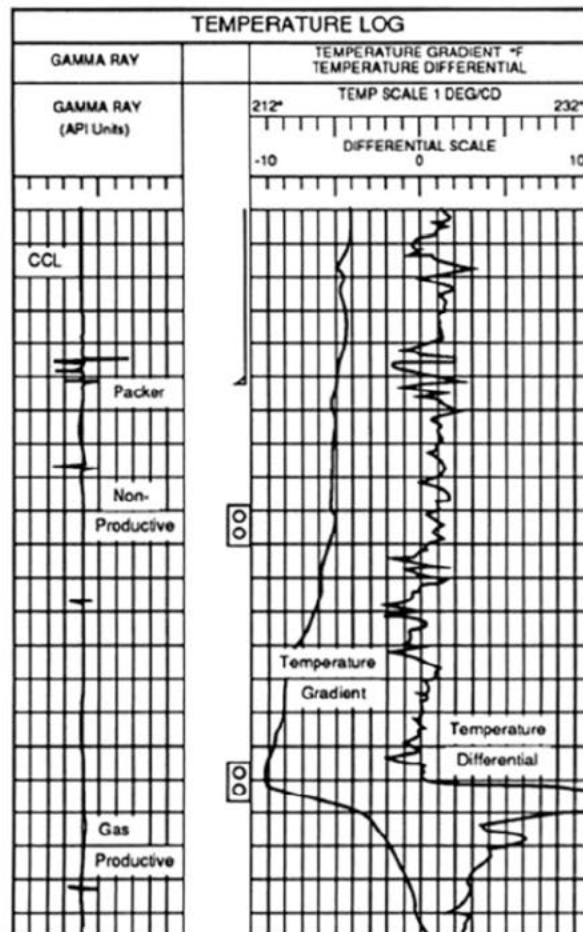 TEMPERATURE LOG
GAMMA RAY
TEMPERATURE GRADIENT °F
TEMPERATURE DIFFERENTIAL
GAMMA RAY
(API Units)
TEMP SCALE 1 DEG/CD
212°
232°
DIFFERENTIAL SCALE
-10
0
10
CCL
Packer
Non-
Productive
Temperature
Gradient
Temperature
Differential
Gas
Productive